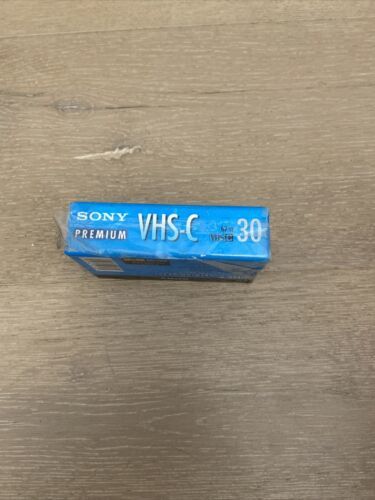 SONY
PREMIUM
VHS-C
30